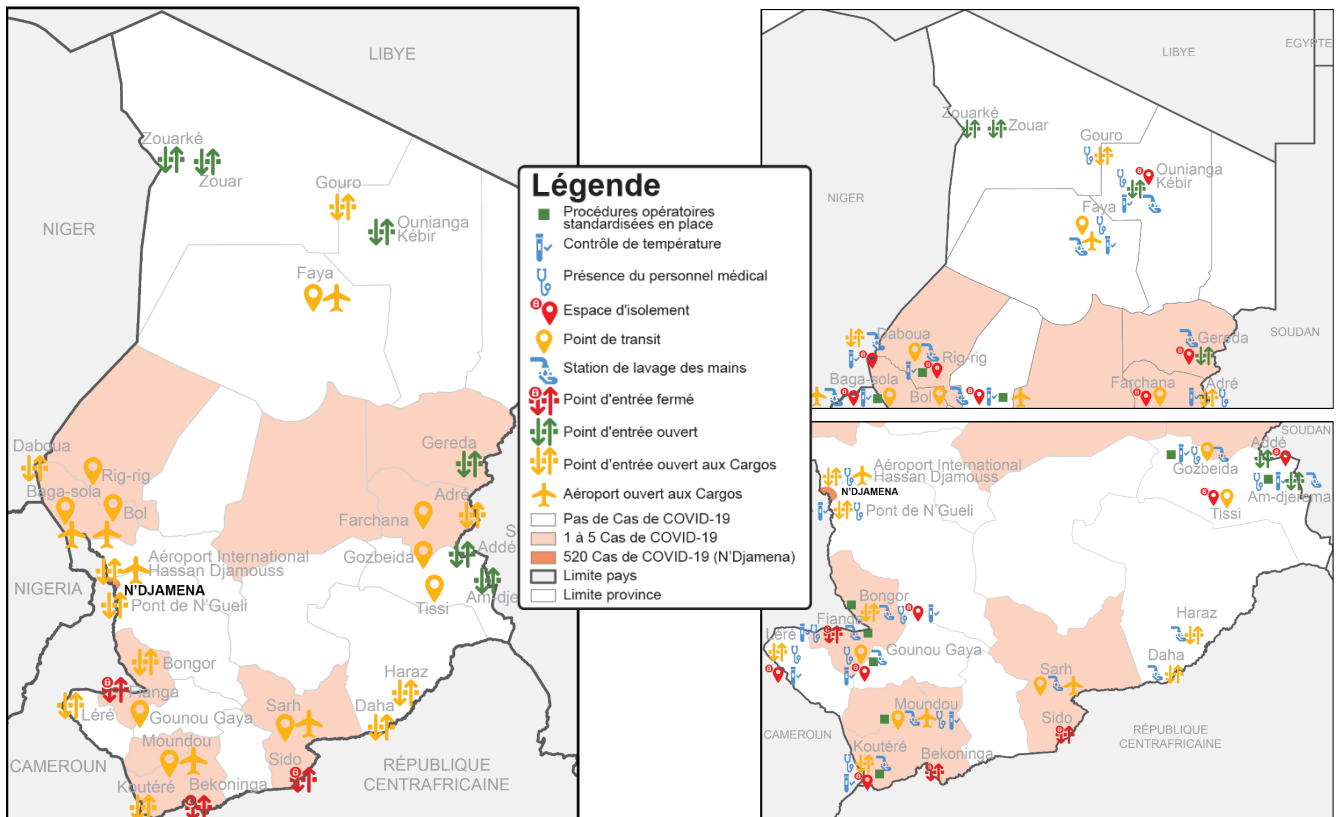 LIBYE
Zouarké
Zouar
Gouro
NIGER
Ounianga
Kébir
Faya
Daboua
Gereda
Rig-rig
Baga-sola
Bol
Adré
Farchana
Aéroport International
Hassan Djamouss
Gozbeida
S
Addé
NIGERIA
N'DJAMENA
Pont de N'Gueli
Tissi
Am-dje
Bongor
Fianga
Haraz
Léré
Gounou Gaya
Sarh
Daha
Moundou
CAMEROUN
Sido
RÉPUBLIQUE
CENTRAFRICAINE
Koutéré
Bekoninga
Légende
Procédures opératoires
standardisées en place
Contrôle de température
Présence du personnel médical
Espace d'isolement
Point de transit
Station de lavage des mains
Point d'entrée fermé
Point d'entrée ouvert
Point d'entrée ouvert aux Cargos
Aéroport ouvert aux Cargos
Pas de Cas de COVID-19
1 à 5 Cas de COVID-19
520 Cas de COVID-19 (N'Djamena)
Limite pays
Limite province
LIBYE
EGYPTE
Zouarké
Zouar
Gouro
Ounianga
Kébir
NIGER
Faya
SOUDAN
Daboua
Gereda
Rig-rig
Baga-sola
Bol
Farchana
Adré
SOUDAN
Addé
Aéroport International
Hassan Djamouss
Gozbeida
N'DJAMENA
Am-djerema
Pont de N'Gueli
Tissi
Bongor
Fianga
Haraz
Léré
Gounou Gaya
Daha
Sarh
Moundou
Sido
RÉPUBLIQUE
CENTRAFRICAINE
CAMEROUN
Koutéré
Bekoninga